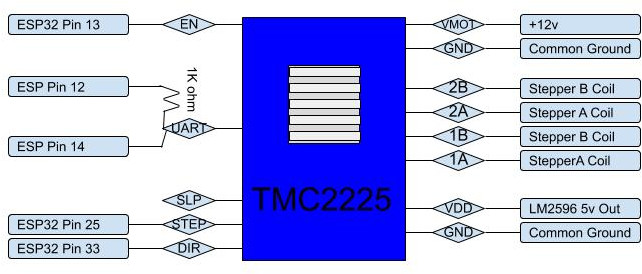 ESP32 Pin 13
EN
VMO1
+12v
GND
Common Ground
ESP Pin 12
1K ohm
2B
Stepper B Coil
2A
Stepper A Coil
UART
1B
Stepper B Coil
ESP Pin 14
1A
StepperA Coil
SLP
TMC2225
VDD
LM2596 5v Out
ESP32 Pin 25
STEP
GND
Common Ground
ESP32 Pin 33
DIR